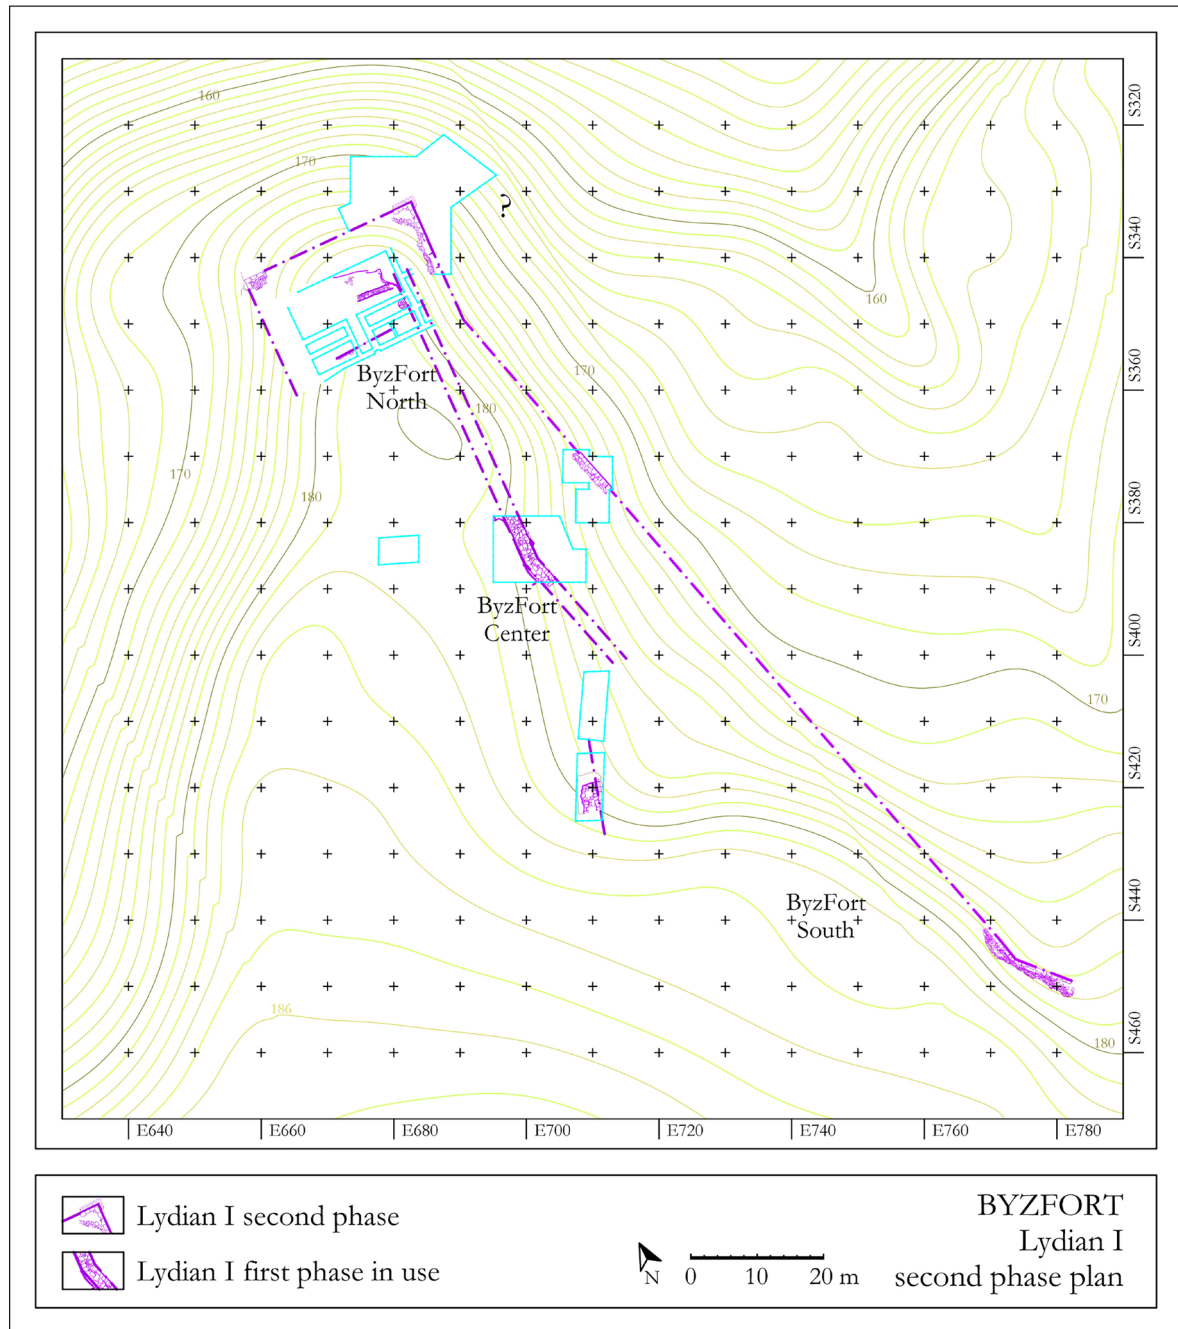 160
S320
170
?
S340
160
S360
ByzFort
North
170
180
170
180
S380
ByzFort
Center
S400
170
S420
ByzFort
South
S440
186
S460
180
E640
E660
E680
E700
E720
E740
E760
E780
Lydian I second phase
Lydian I first phase in use
N
0
10
20 m
BYZFORT
Lydian I
second phase plan